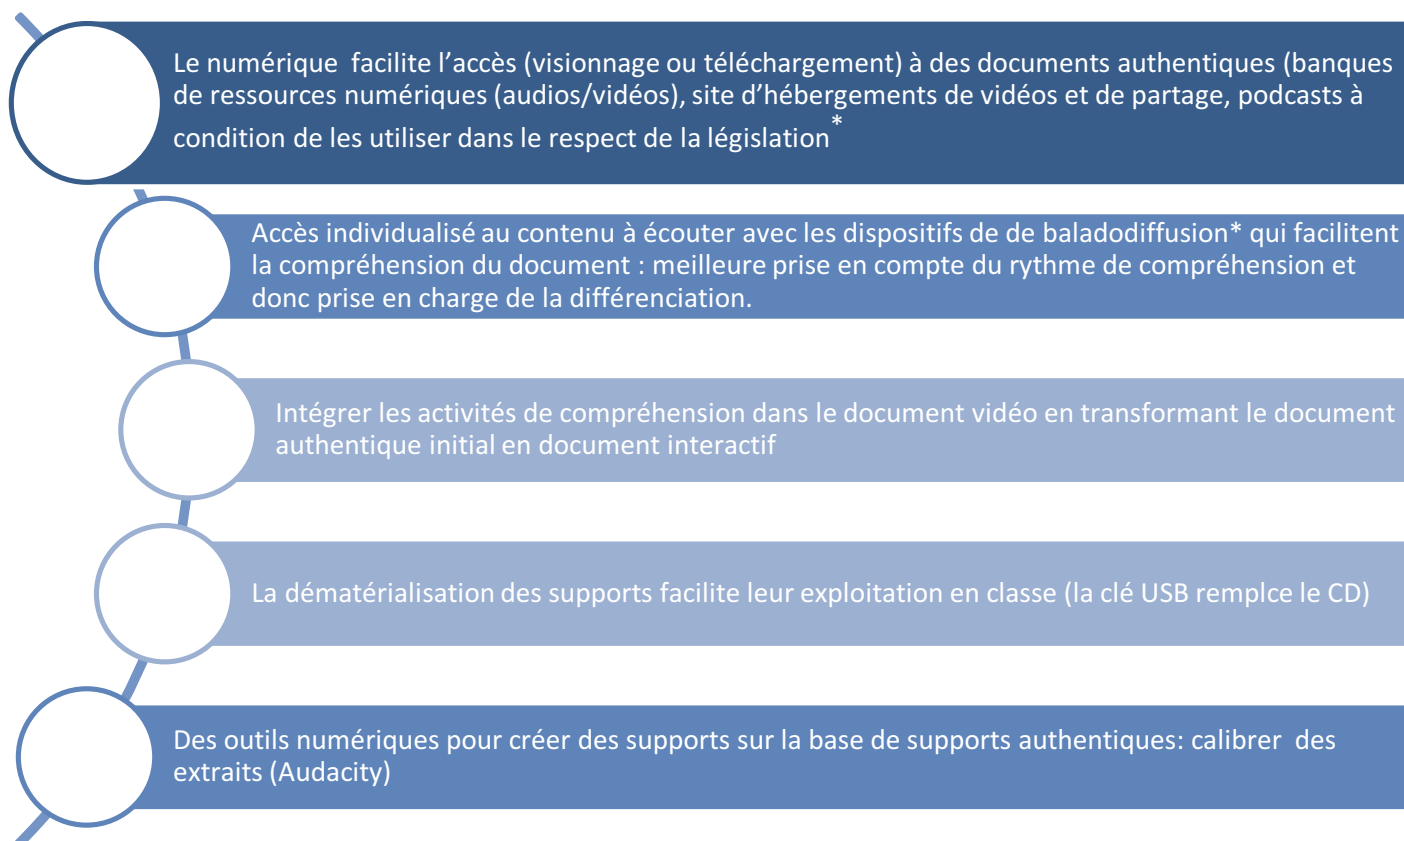 Le numérique  facilite l’accès (visionnage ou téléchargement) à des documents authentiques (banques
de ressources numériques (audios/vidéos), site d’hébergements de vidéos et de partage, podcasts à
condition de les utiliser dans le respect de la législation*
Accès individualisé au contenu à écouter avec les dispositifs de de baladodiffusion* qui facilitent
la compréhension du document : meilleure prise en compte du rythme de compréhension et
donc prise en charge de la différenciation.
Intégrer les activités de compréhension dans le document vidéo en transformant le document
authentique initial en document interactif
La dématérialisation des supports facilite leur exploitation en classe (la clé USB remplce le CD)
Des outils numériques pour créer des supports sur la base de supports authentiques: calibrer  des
extraits (Audacity)